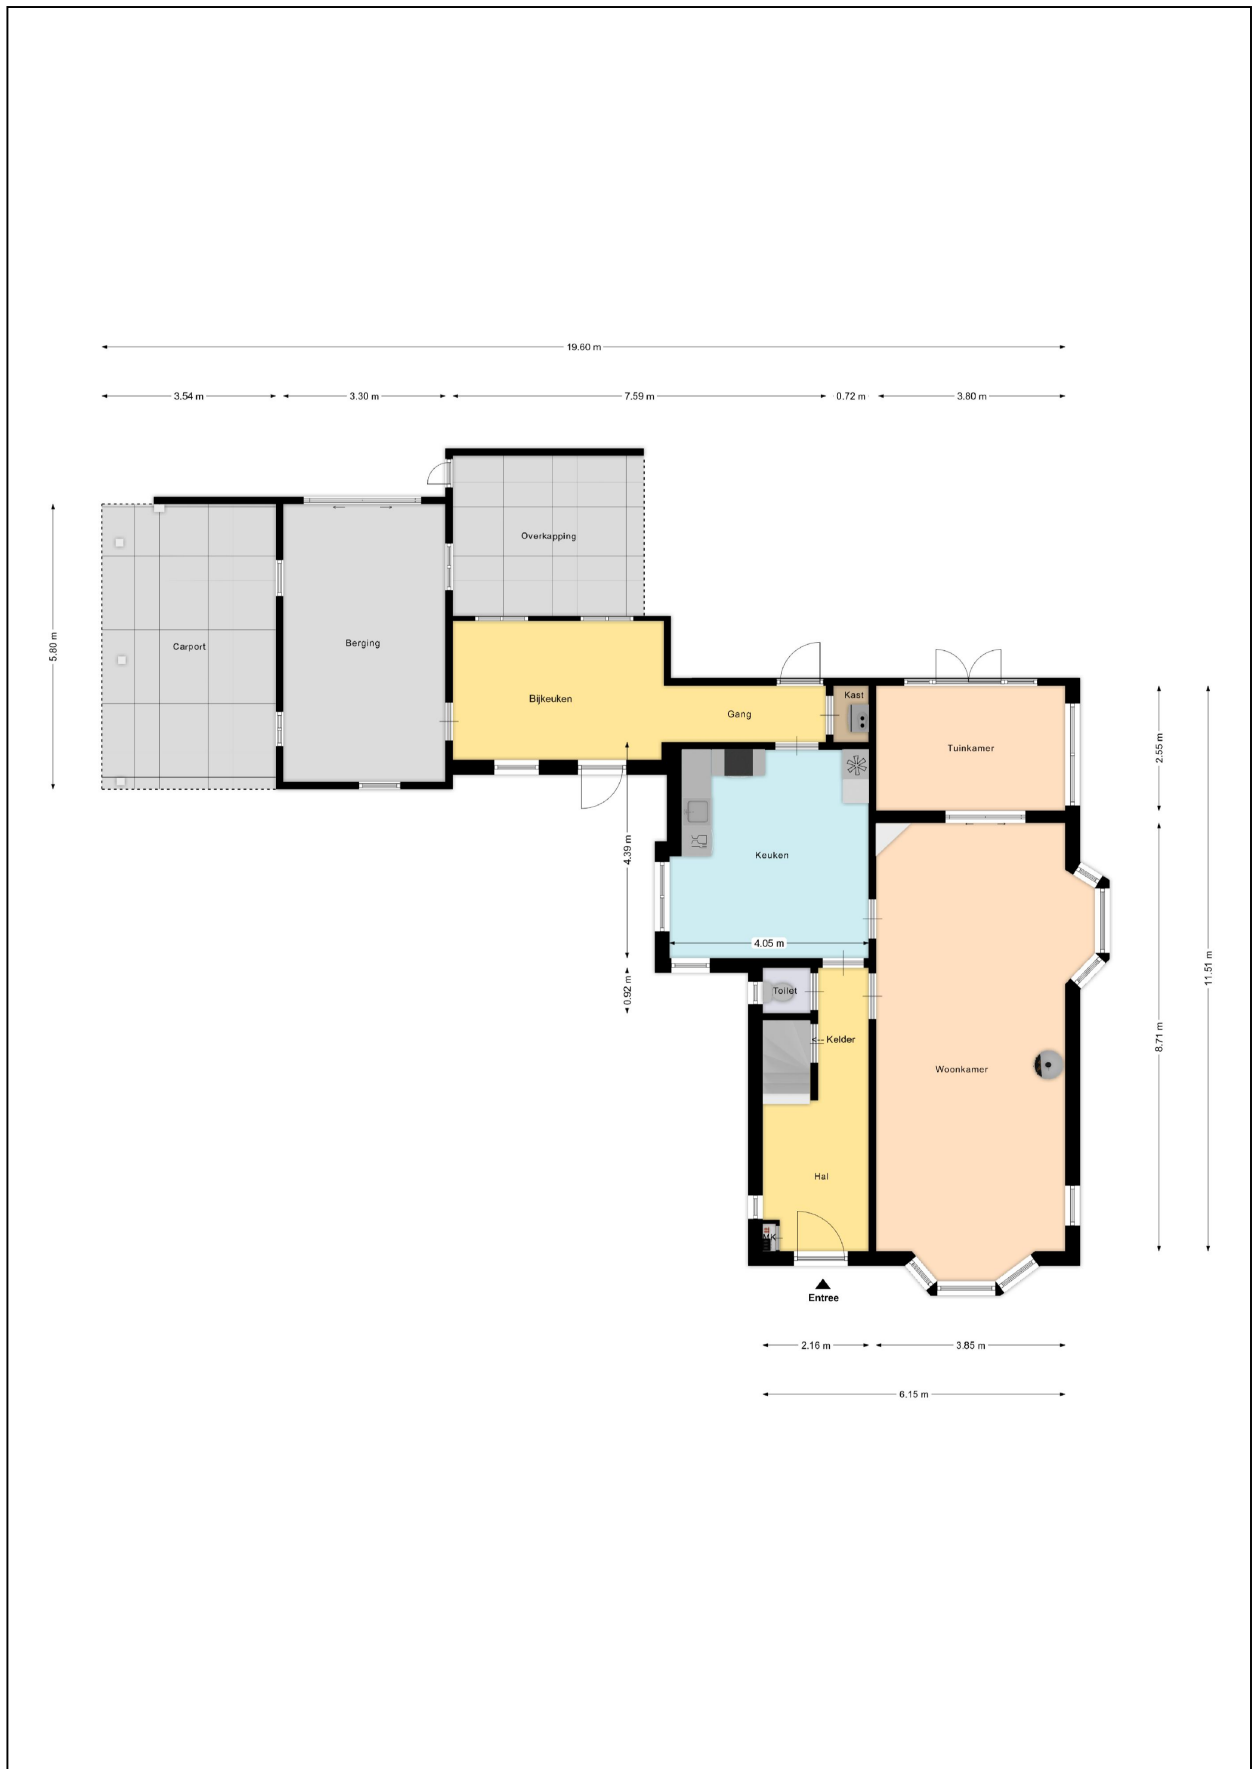 19.60 m
3.54 m
3.30 m
7.59 m
0.72 m
3.80 m
Overkapping
5.80 m
Carport
Berging
Bijkeuken
Gang
Kast
Tuinkamer
2.55 m
4.39 m
Keuken
4.05 m
0.92 m
Toilet
<-- Kelder
11.51 m
8.71 m
Woonkamer
Hal
MK
Entree
2.16 m
3.85 m
6.15 m